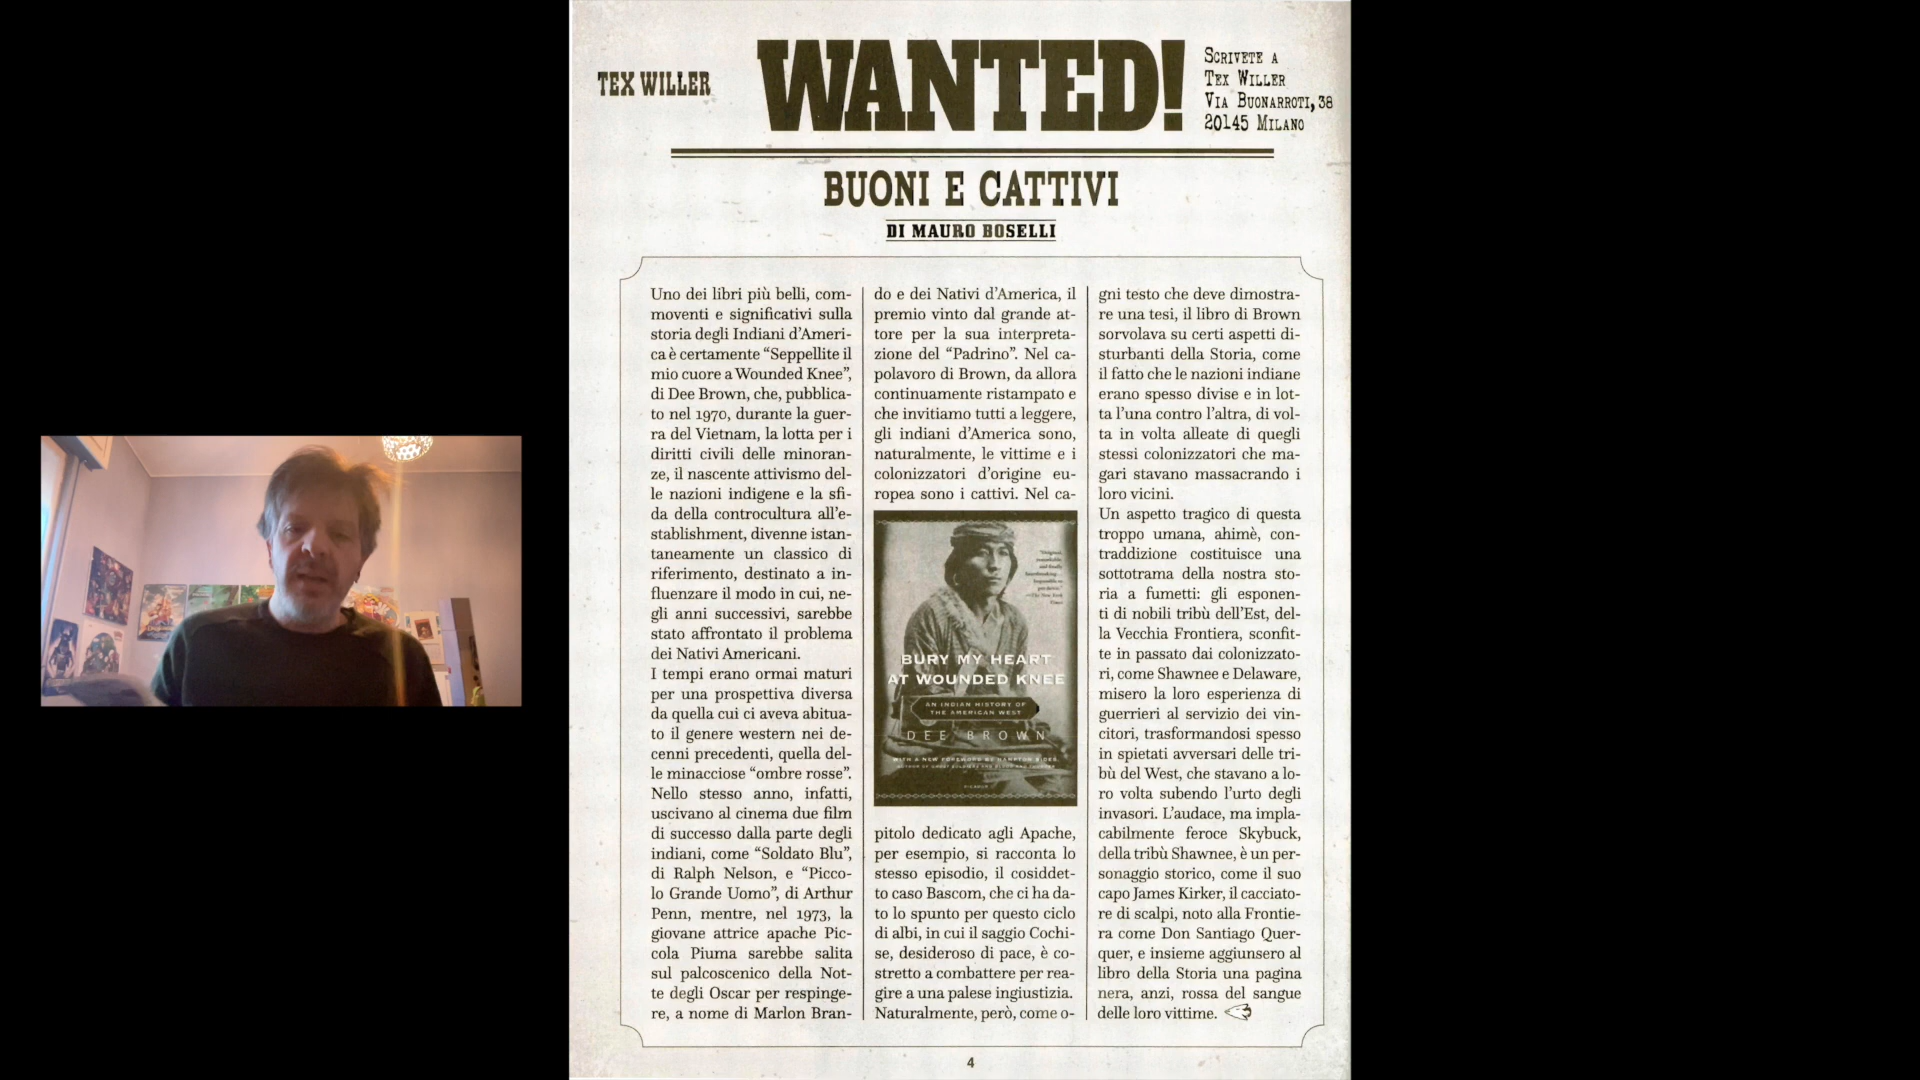 TEX WILLER
WANTED!
SCRIVETE A
TEX WILLER
VIA BUONARROTI, 38
20145 MILANO
BUONI E CATTIVI
DI MAURO BOSELLI
Uno dei libri più belli, com-
moventi e significativi sulla
storia degli Indiani d'Ameri-
ca è certamente “Seppellite il
mio cuore a Wounded Knee”,
di Dee Brown, che, pubblica-
to nel 1970, durante la guer-
ra del Vietnam, la lotta per i
diritti civili delle minoran-
ze, il nascente attivismo del-
le nazioni indigene e la sfi-
da della controcultura all'e-
stablishment, divenne istan-
taneamente un classico di
riferimento, destinato a in-
fluenzare il modo in cui, ne-
gli anni successivi, sarebbe
stato affrontato il problema
dei Nativi Americani.
I tempi erano ormai maturi
per una prospettiva diversa
da quella cui ci aveva abitua-
to il genere western nei de-
cenni precedenti, quella del-
le minacciose “ombre rosse”.
Nello stesso anno, infatti,
uscivano al cinema due film
di successo dalla parte degli
indiani, come “Soldato Blu”,
di Ralph Nelson, e “Picco-
lo Grande Uomo”, di Arthur
Penn, mentre, nel 1973, la
giovane attrice apache Pic-
cola Piuma sarebbe salita
sul palcoscenico della Not-
te degli Oscar per respinge-
re, a nome di Marlon Bran-
do e dei Nativi d'America, il
premio vinto dal grande at-
tore per la sua interpreta-
zione del “Padrino”. Nel ca-
polavoro di Brown, da allora
continuamente ristampato e
che invitiamo tutti a leggere,
gli indiani d'America sono,
naturalmente, le vittime e i
colonizzatori d'origine eu-
ropea sono i cattivi. Nel ca-
BURY MY HEART
AT WOUNDED KNEE
AN INDIAN HISTORY OF
THE AMERICAN WEST
DEE BROWN
WITH A NEW FOREWORD BY HAMPTON SIDES,
PICADOR
pitolo dedicato agli Apache,
per esempio, si racconta lo
stesso episodio, il cosiddet-
to caso Bascom, che ci ha da-
to lo spunto per questo ciclo
di albi, in cui il saggio Cochi-
se, desideroso di pace, è co-
stretto a combattere per rea-
gire a una palese ingiustizia.
Naturalmente, però, come o-
gni testo che deve dimostra-
re una tesi, il libro di Brown
sorvolava su certi aspetti di-
sturbanti della Storia, come
il fatto che le nazioni indiane
erano spesso divise e in lot-
ta l'una contro l'altra, di vol-
ta in volta alleate di quegli
stessi colonizzatori che ma-
gari stavano massacrando i
loro vicini.
Un aspetto tragico di questa
troppo umana, ahimè, con-
traddizione costituisce una
sottotrama della nostra sto-
ria a fumetti: gli esponen-
ti di nobili tribù dell'Est, del-
la Vecchia Frontiera, sconfit-
te in passato dai colonizzato-
ri, come Shawnee e Delaware,
misero la loro esperienza di
guerrieri al servizio dei vin-
citori, trasformandosi spesso
in spietati avversari delle tri-
bù del West, che stavano a lo-
ro volta subendo l'urto degli
invasori. L'audace, ma impla-
cabilmente feroce Skybuck,
della tribù Shawnee, è un per-
sonaggio storico, come il suo
capo James Kirker, il cacciato-
re di scalpi, noto alla Frontie-
ra come Don Santiago Quer-
quer, e insieme aggiunsero al
libro della Storia una pagina
nera, anzi, rossa del sangue
delle loro vittime.
4